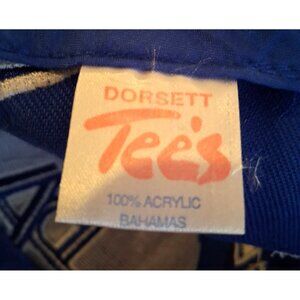 DORSETT
Tee's
100% ACRYLIC
BAHAMAS